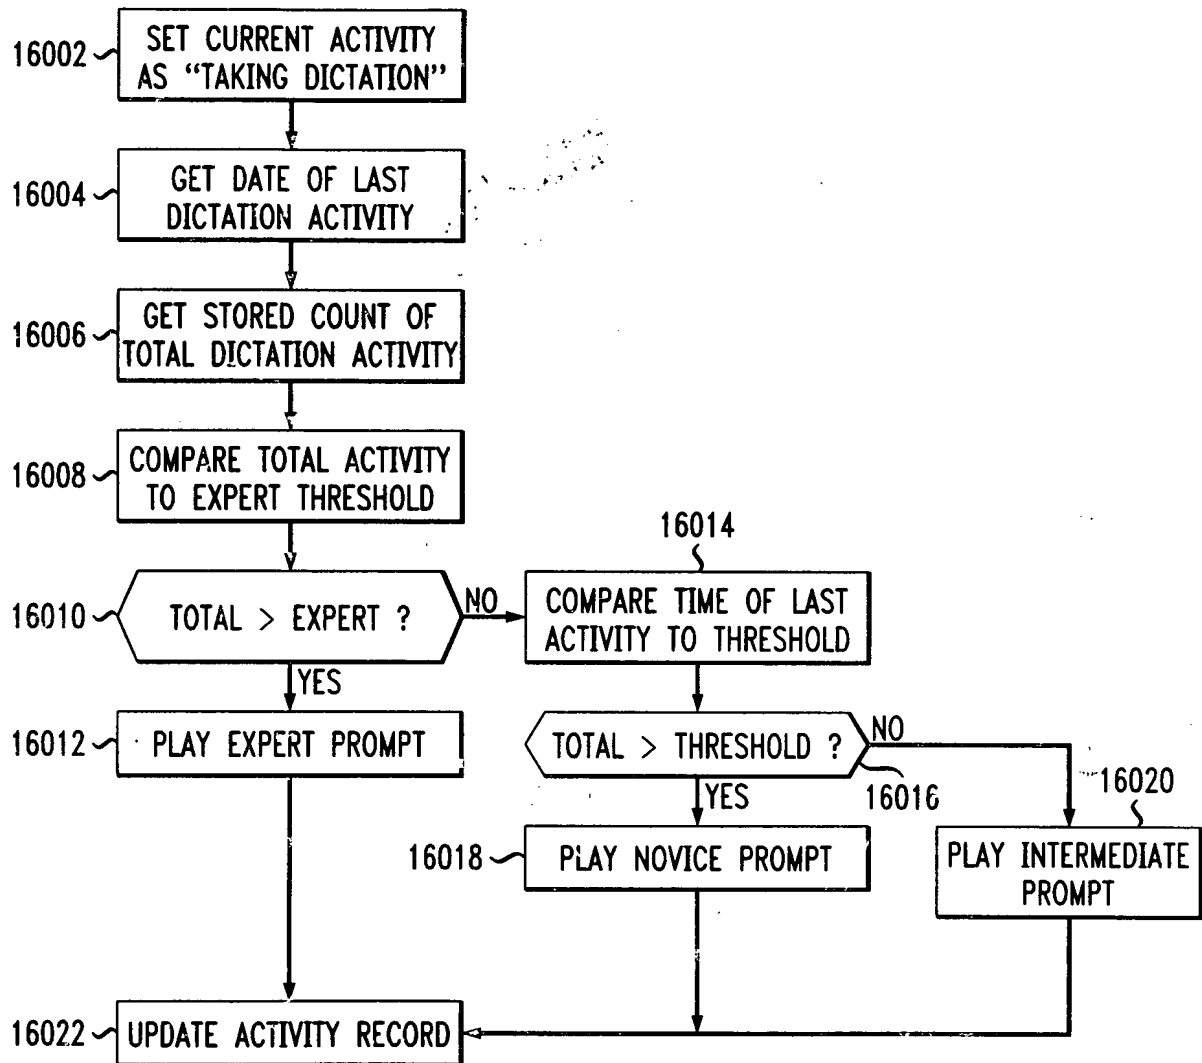 16002
SET CURRENT ACTIVITY
AS “TAKING DICTATION”
16004
GET DATE OF LAST
DICTATION ACTIVITY
16006
GET STORED COUNT OF
TOTAL DICTATION ACTIVITY
16008
COMPARE TOTAL ACTIVITY
TO EXPERT THRESHOLD
16010
TOTAL > EXPERT ?
NO
YES
16014
COMPARE TIME OF LAST
ACTIVITY TO THRESHOLD
16012
PLAY EXPERT PROMPT
TOTAL > THRESHOLD ?
NO
16016
YES
16018
PLAY NOVICE PROMPT
16020
PLAY INTERMEDIATE
PROMPT
16022
UPDATE ACTIVITY RECORD